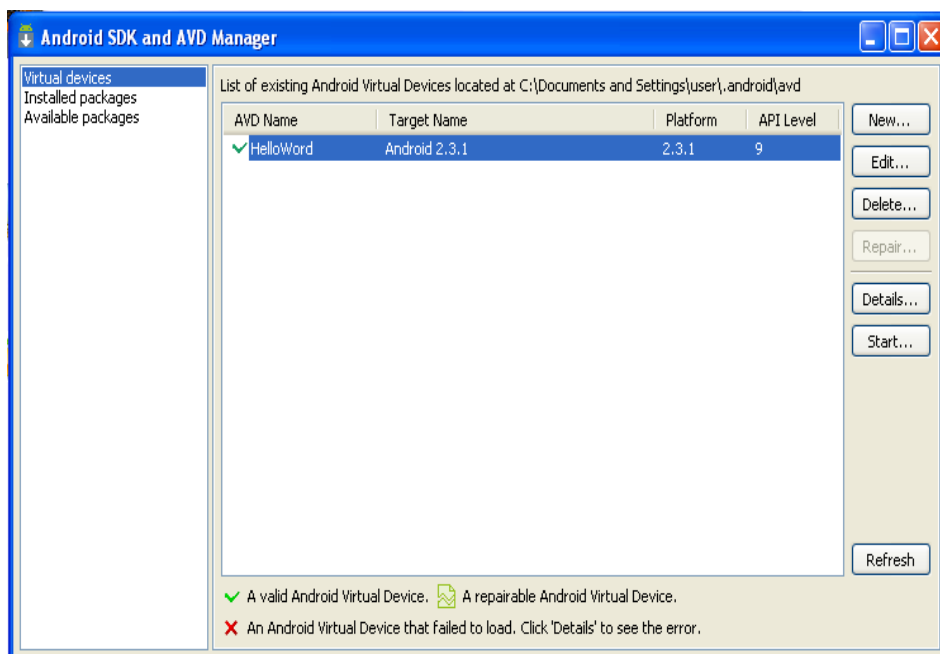 Android SDK and AVD Manager
Virtual devices
Installed packages
Available packages
List of existing Android Virtual Devices located at C:\Documents and Settings\user\.android\avd
AVD Name Target Name Platform API Level
HelloWord Android 2.3.1 2.3.1 9
New...
Edit...
Delete...
Repair...
Details...
Start...
Refresh
A valid Android Virtual Device. A repairable Android Virtual Device.
An Android Virtual Device that failed to load. Click 'Details' to see the error.